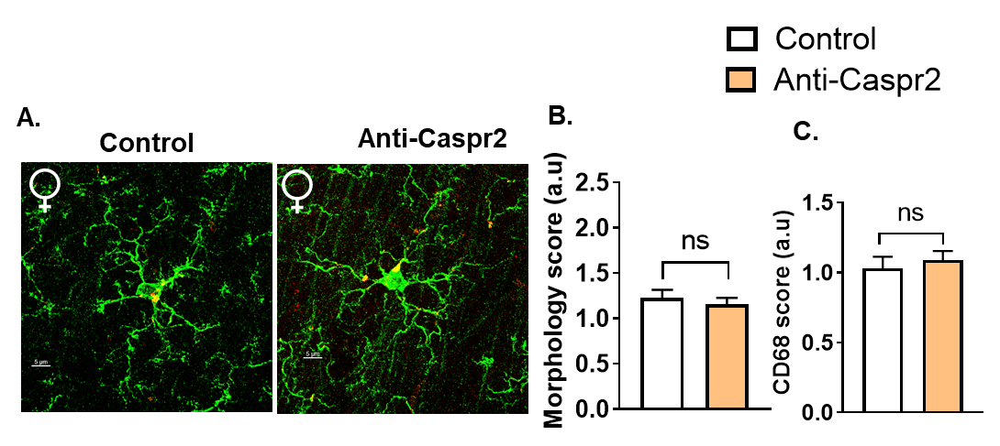 Control
Anti-Caspr2
A.
Control
Anti-Caspr2
♀
♀
5 µm
5 µm
B.
Morphology score (a.u)
2.5
2.0
1.5
1.0
0.5
0.0
ns
C.
CD68 score (a.u)
1.5
1.0
0.5
0.0
ns